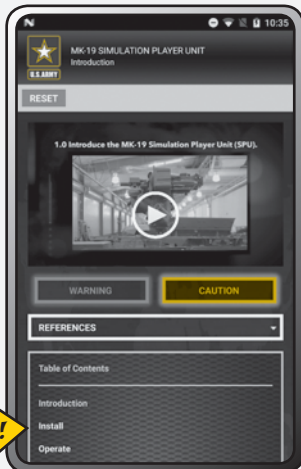 N
10:35
MK-19 SIMULATION PLAYER UNIT
Introduction
U.S.ARMY
RESET
1.0 Introduce the MK-19 Simulation Player Unit (SPU).
WARNING
CAUTION
REFERENCES
Table of Contents
Introduction
Install
!
Operate